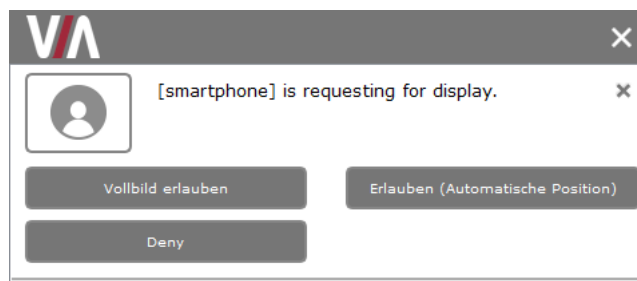 VIA
[smartphone] is requesting for display.
Vollbild erlauben
Erlauben (Automatische Position)
Deny